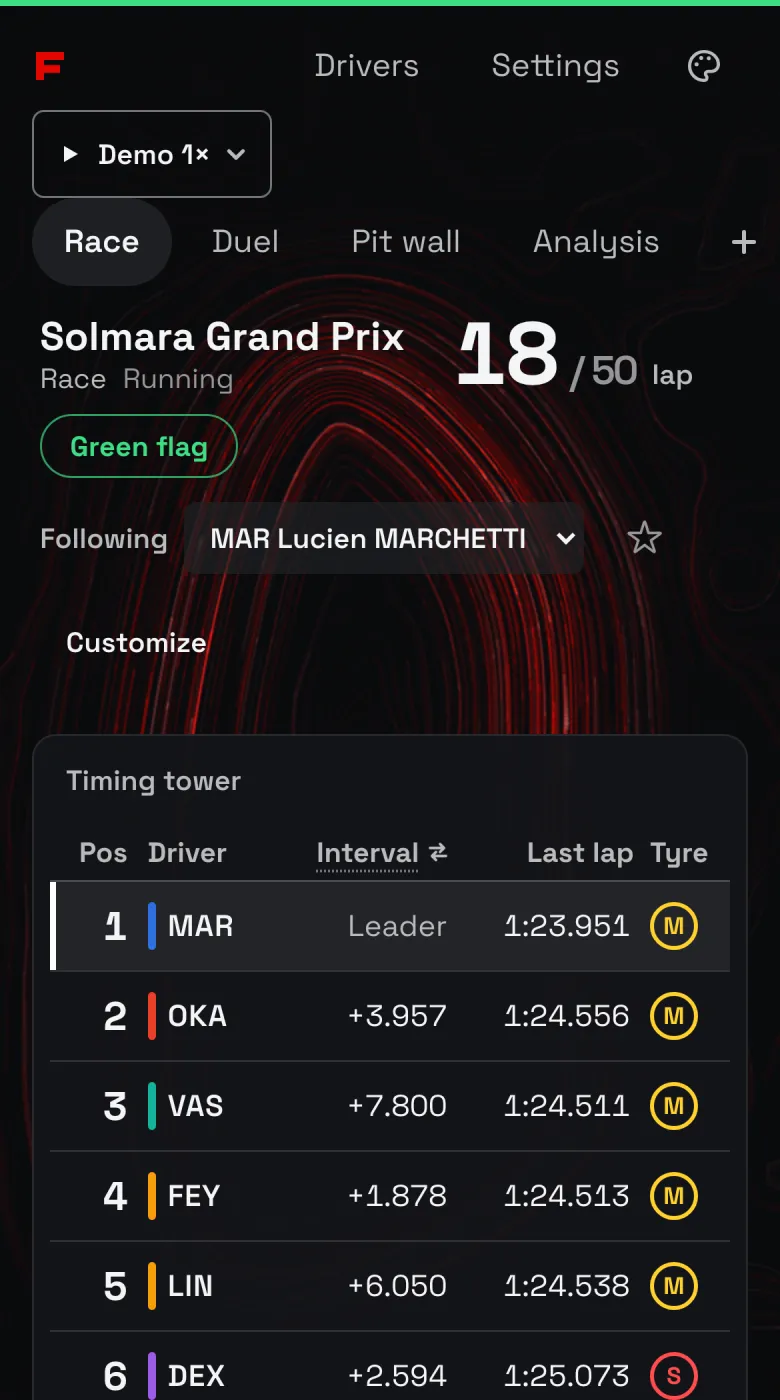 F
Drivers Settings
Demo 1×
Race Duel Pit wall Analysis +
Solmara Grand Prix
18 / 50 lap
Race Running
Green flag
Following MAR Lucien MARCHETTI
Customize
Timing tower
Pos Driver Interval ⇄ Last lap Tyre
1 MAR Leader 1:23.951 M
2 OKA +3.957 1:24.556 M
3 VAS +7.800 1:24.511 M
4 FEY +1.878 1:24.513 M
5 LIN +6.050 1:24.538 M
6 DEX +2.594 1:25.073 S